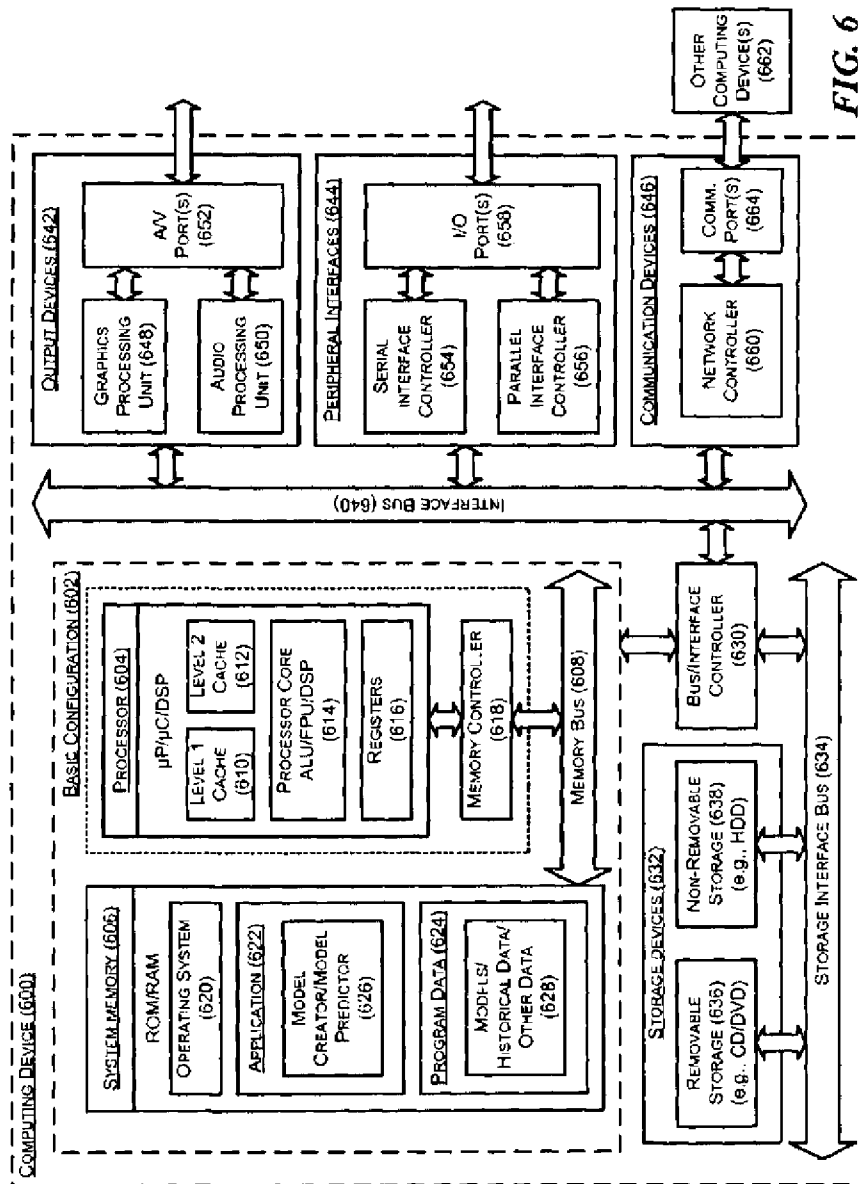 COMPUTING DEVICE (600)
BASIC CONFIGURATION (602)
SYSTEM MEMORY (606)
ROM/RAM
OPERATING SYSTEM
(620)
APPLICATION (622)
MODEL
CREATOR/MODEL
PREDICTOR
(626)
PROGRAM DATA (624)
MODELS/
HISTORICAL DATA/
OTHER DATA
(628)
PROCESSOR (604)
µP/µC/DSP
LEVEL 1
CACHE
(610)
LEVEL 2
CACHE
(612)
PROCESSOR CORE
ALU/FPU/DSP
(614)
REGISTERS
(616)
MEMORY CONTROLLER
(618)
MEMORY BUS (608)
STORAGE DEVICES (632)
REMOVABLE
STORAGE (636)
(e.g., CD/DVD)
NON-REMOVABLE
STORAGE (638)
(e.g., HDD)
BUS/INTERFACE
CONTROLLER
(630)
STORAGE INTERFACE BUS (634)
INTERFACE BUS (640)
OUTPUT DEVICES (642)
GRAPHICS
PROCESSING
UNIT (648)
AUDIO
PROCESSING
UNIT (650)
A/V
PORT(S)
(652)
PERIPHERAL INTERFACES (644)
SERIAL
INTERFACE
CONTROLLER
(654)
PARALLEL
INTERFACE
CONTROLLER
(656)
I/O
PORT(S)
(658)
COMMUNICATION DEVICES (646)
NETWORK
CONTROLLER
(660)
COMM.
PORT(S)
(664)
OTHER
COMPUTING
DEVICE(S)
(662)
FIG. 6